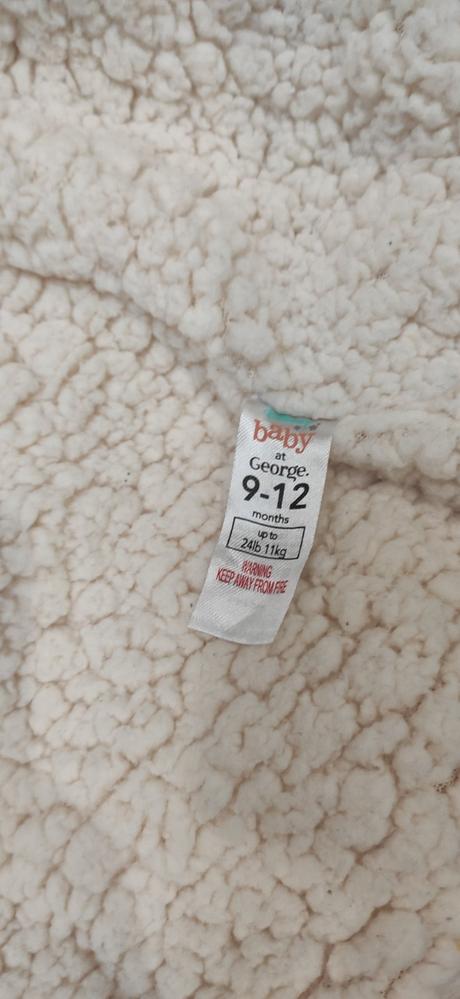 baby
at
George.
9-12
months
up to
24lb 11kg
WARNING
KEEP AWAY FROM FIRE